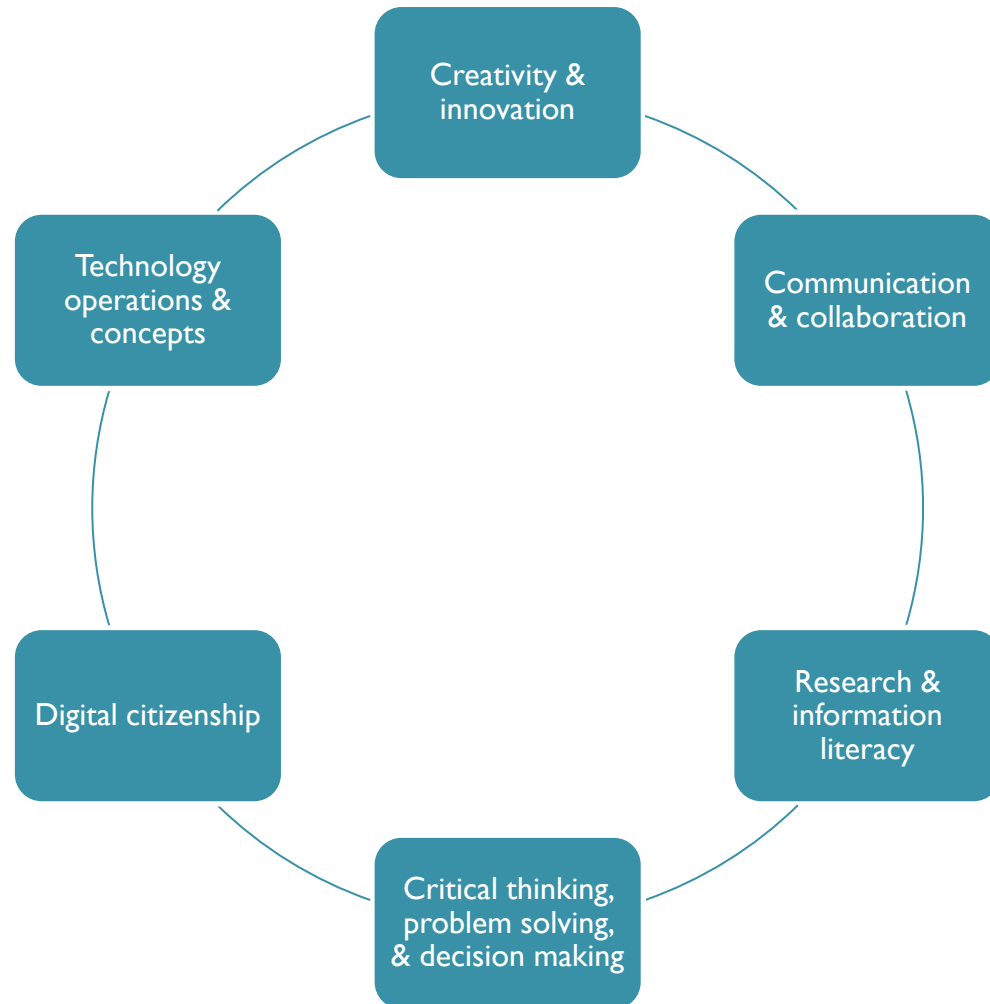 Creativity &
innovation
Communication
& collaboration
Research &
information
literacy
Critical thinking,
problem solving,
& decision making
Digital citizenship
Technology
operations &
concepts